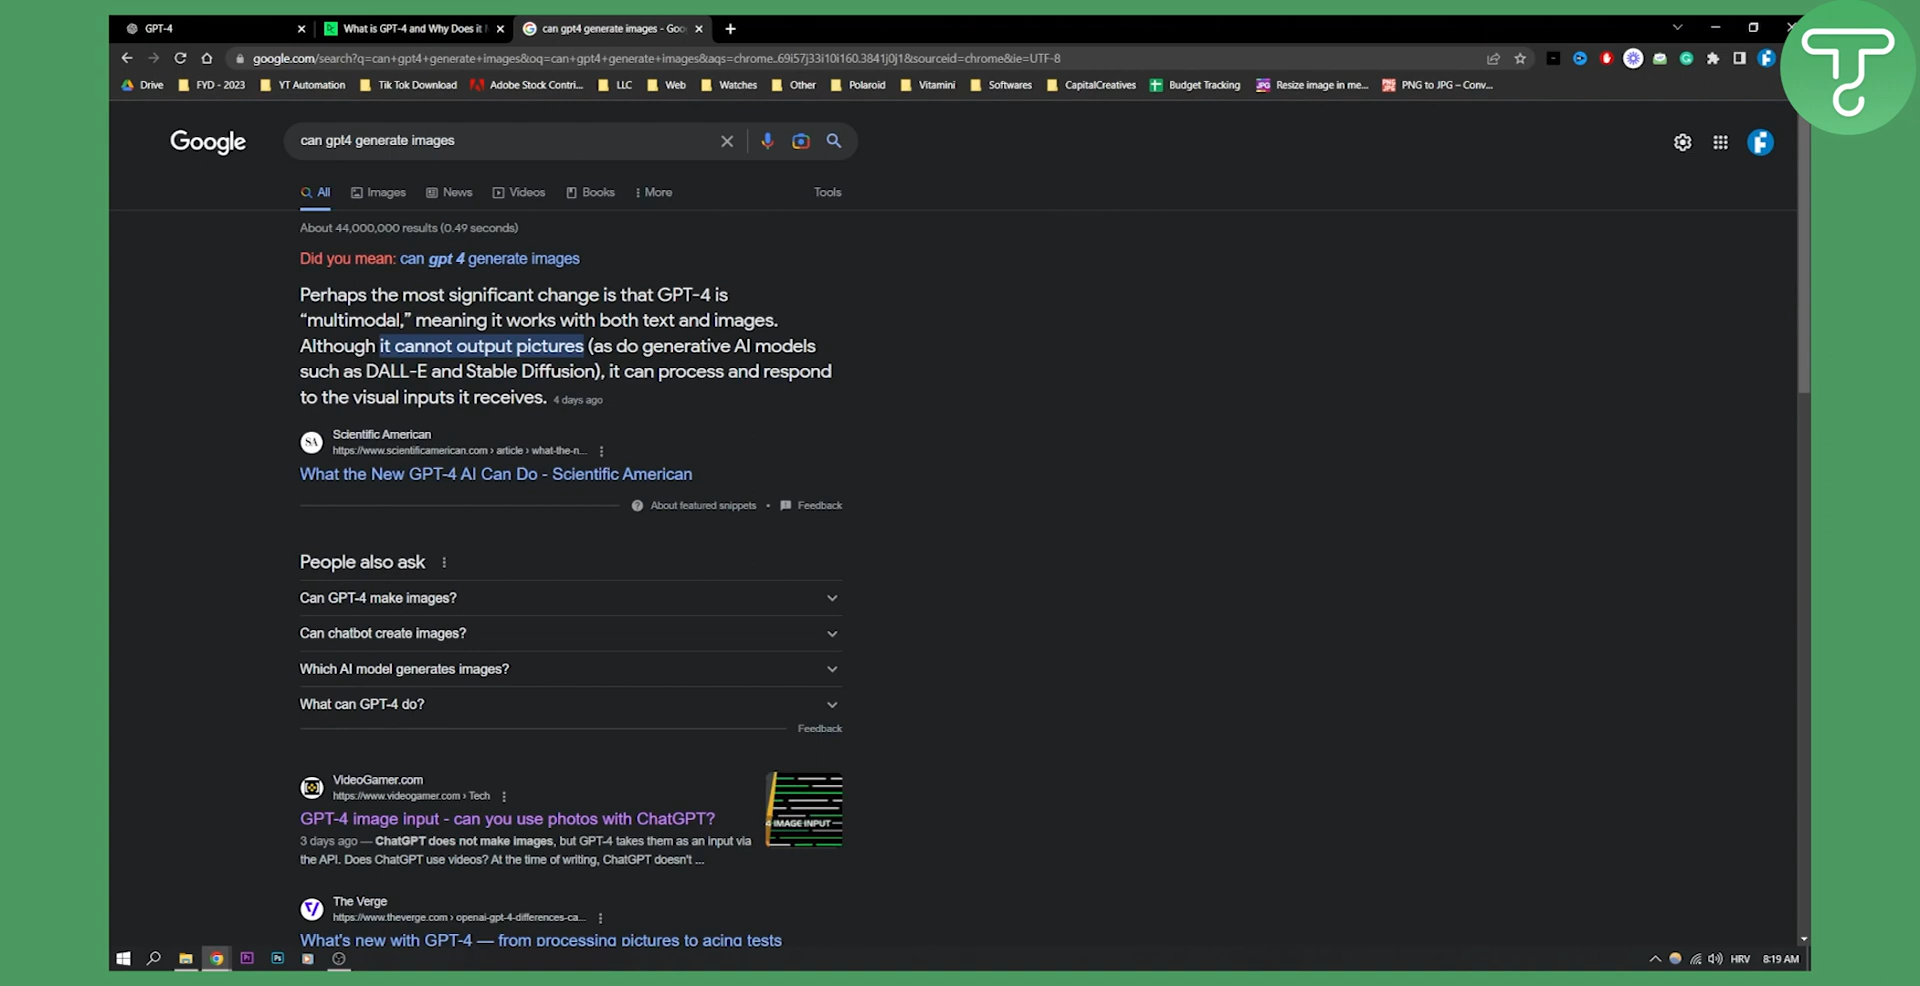 GPT-4
What is GPT-4 and Why Does it
can gpt4 generate images - Goo
google.com/search?q=can+gpt4+generate+images&oq=can+gpt4+generate+images&aqs=chrome..69i57j33i10i160.3841j0j1&sourceid=chrome&ie=UTF-8
Drive FYD - 2023 YT Automation Tik Tok Download Adobe Stock Contri... LLC Web Watches Other Polaroid Vitamini Softwares CapitalCreatives Budget Tracking Resize image in me... PNG to JPG – Conv...
Google
can gpt4 generate images
All Images News Videos Books More Tools
About 44,000,000 results (0.49 seconds)
Did you mean: can gpt 4 generate images
Perhaps the most significant change is that GPT-4 is
“multimodal,” meaning it works with both text and images.
Although it cannot output pictures (as do generative AI models
such as DALL-E and Stable Diffusion), it can process and respond
to the visual inputs it receives. 4 days ago
SA
Scientific American
https://www.scientificamerican.com › article › what-the-n...
What the New GPT-4 AI Can Do - Scientific American
About featured snippets • Feedback
People also ask
Can GPT-4 make images?
Can chatbot create images?
Which AI model generates images?
What can GPT-4 do?
Feedback
VideoGamer.com
https://www.videogamer.com › Tech
GPT-4 image input - can you use photos with ChatGPT?
3 days ago — ChatGPT does not make images, but GPT-4 takes them as an input via
the API. Does ChatGPT use videos? At the time of writing, ChatGPT doesn't ...
4 IMAGE INPUT
The Verge
https://www.theverge.com › openai-gpt-4-differences-ca...
What's new with GPT-4 — from processing pictures to acing tests
HRV 8:19 AM